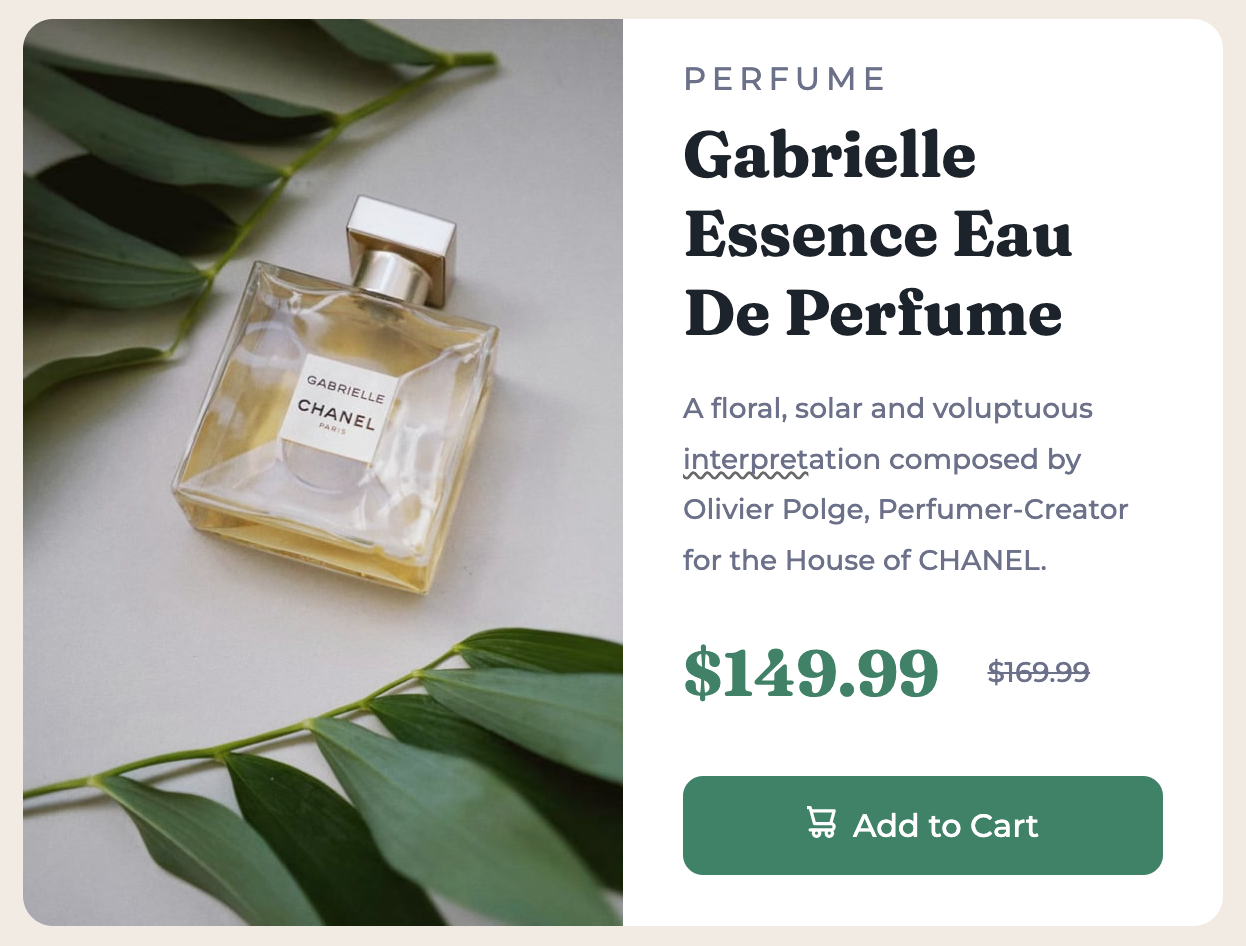 GABRIELLE
CHANEL
PARIS
PERFUME
Gabrielle
Essence Eau
De Perfume
A floral, solar and voluptuous
interpretation composed by
Olivier Polge, Perfumer-Creator
for the House of CHANEL.
$149.99 $169.99
Add to Cart